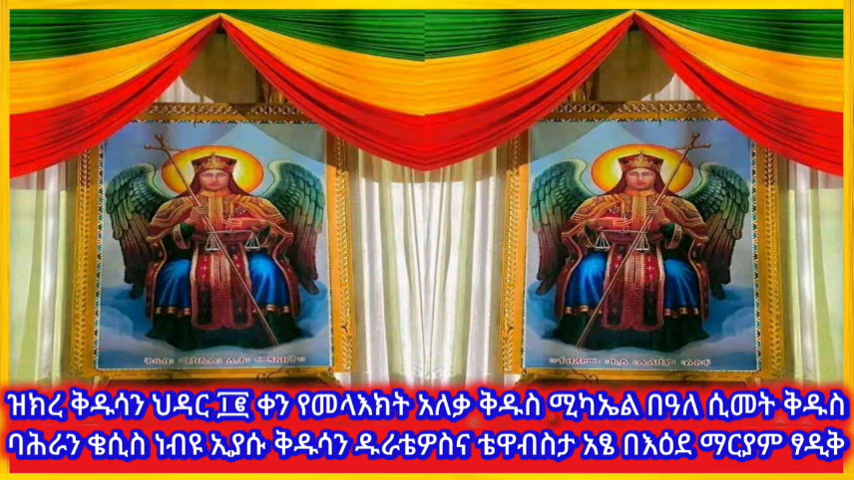 ዝክረ ቅዱሳን ህዳር ፲፪ ቀን የመላእክት አለቃ ቅዱስ ሚካኤል በዓለ ሲመት ቅዱስ
ባሕራን ቄሲስ ነብዩ ኢያሱ ቅዱሳን ዱራቴዎስና ቴዋብስታ አፄ በእዕደ ማርያም ፃዲቅ